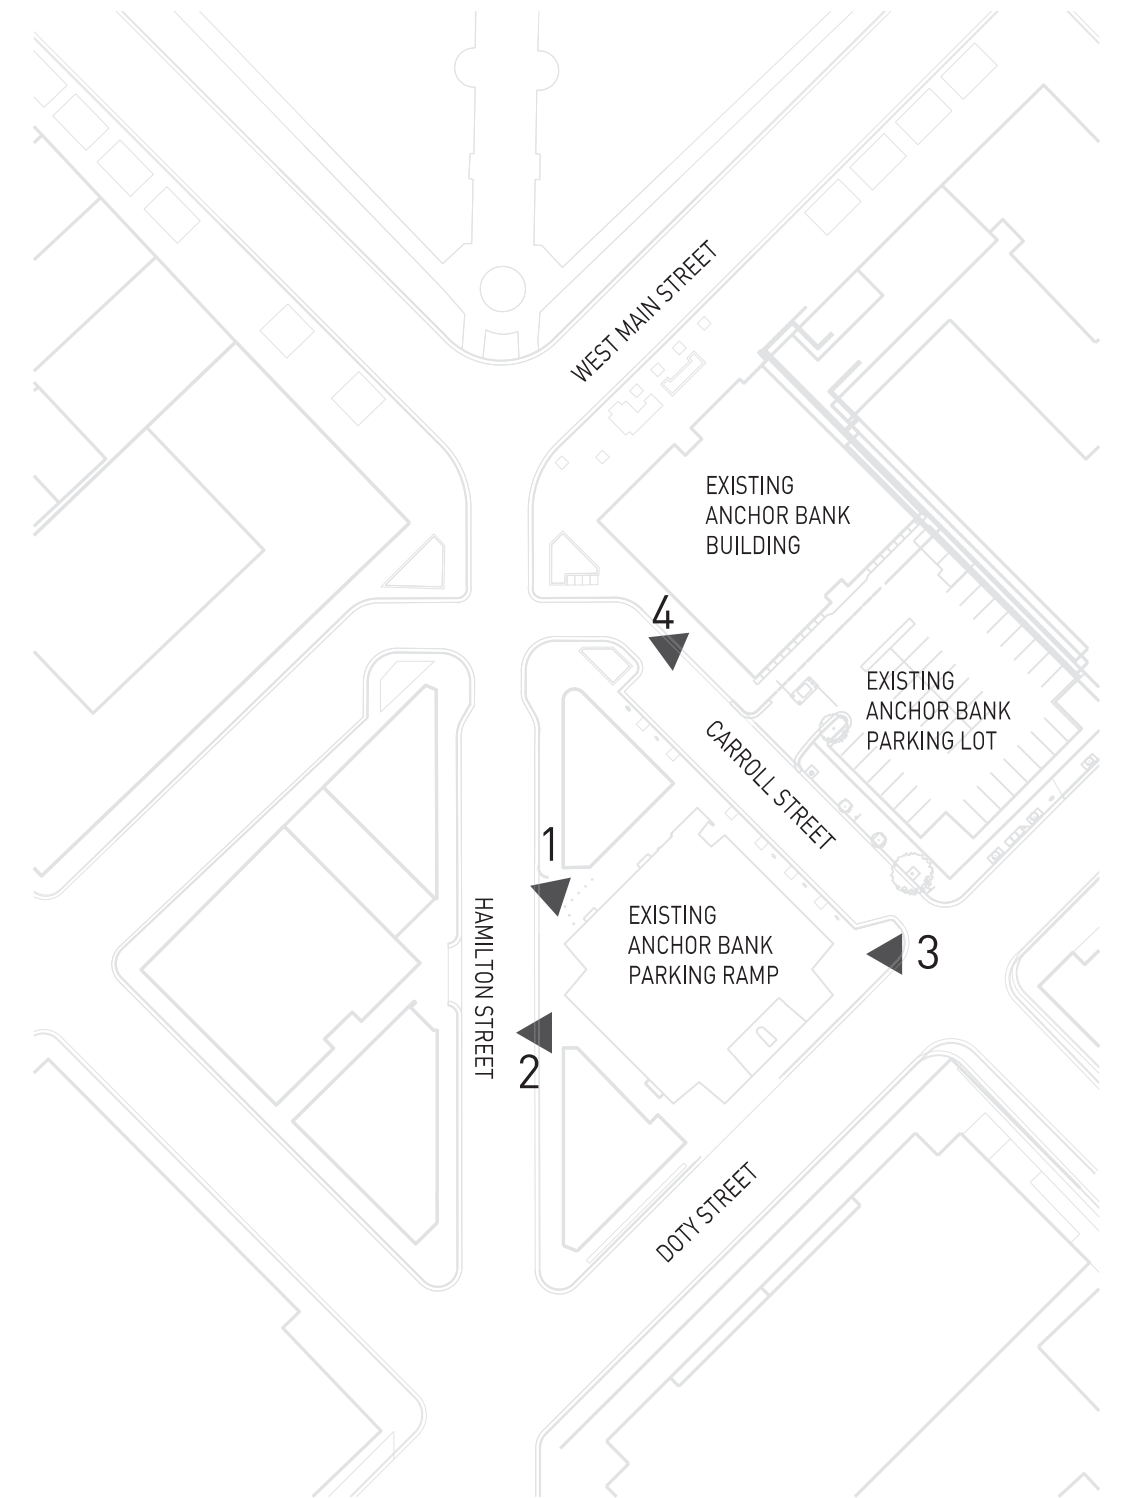 WEST MAIN STREET
EXISTING
ANCHOR BANK
BUILDING
4
EXISTING
ANCHOR BANK
PARKING LOT
CARROLL STREET
1
HAMILTON STREET
EXISTING
ANCHOR BANK
PARKING RAMP
3
2
DOTY STREET